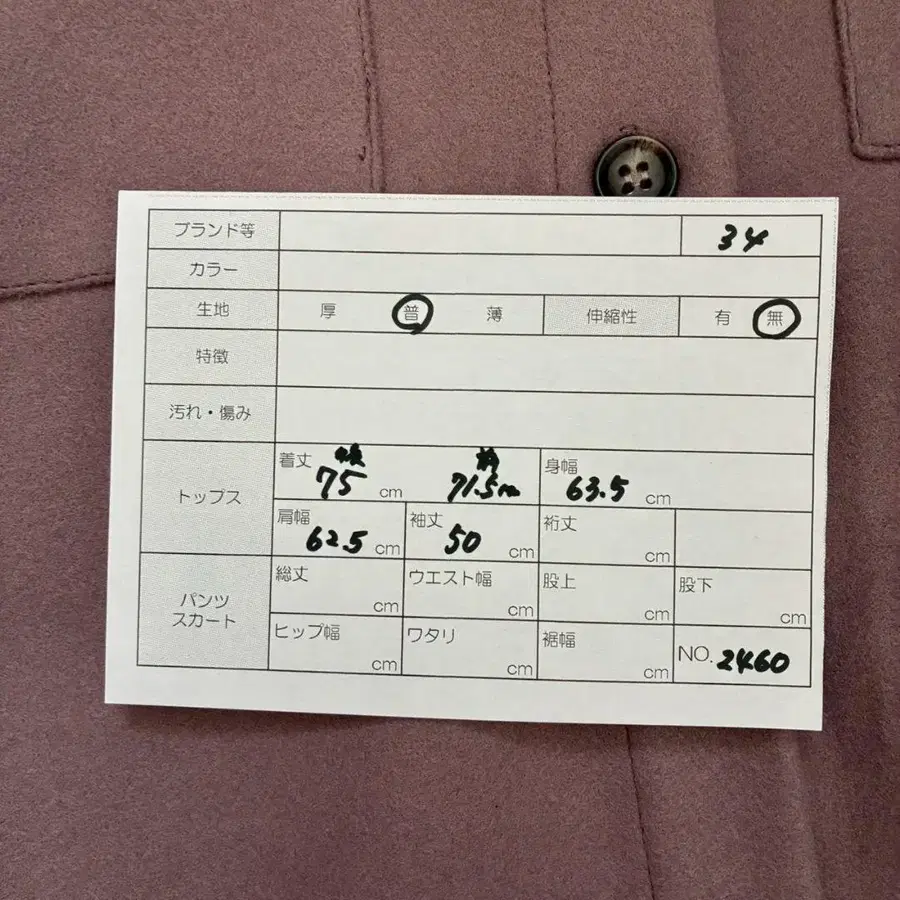 ブランド等 34
カラー
生地 厚 普 薄 伸縮性 有 無
特徴
汚れ・傷み
トップス
着丈 後 75 cm 前 71.5cm 身幅 63.5 cm
肩幅 62.5 cm 袖丈 50 cm 裄丈 cm
パンツ
スカート
総丈 cm ウエスト幅 cm 股上 cm 股下 cm
ヒップ幅 cm ワタリ cm 裾幅 cm NO. 2460